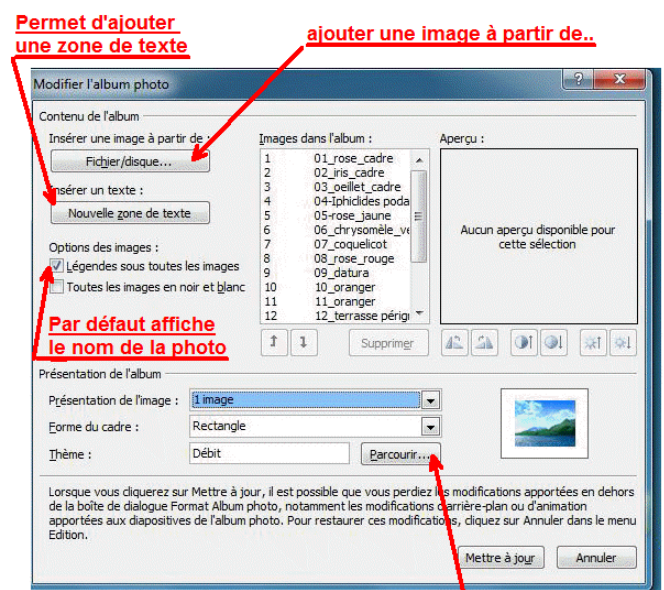 Permet d'ajouter
une zone de texte
ajouter une image à partir de..
Modifier l'album photo
Contenu de l'album
Insérer une image à partir de :
Fichier/disque...
Insérer un texte :
Nouvelle zone de texte
Options des images :
Légendes sous toutes les images
Toutes les images en noir et blanc
Par défaut affiche
le nom de la photo
Images dans l'album :
1 01_rose_cadre
2 02_iris_cadre
3 03_oeillet_cadre
4 04-Iphiclides poda
5 05-rose_jaune
6 06_chrysomèle_ve
7 07_coquelicot
8 08_rose_rouge
9 09_datura
10 10_oranger
11 11_oranger
12 12_terrasse périg
Supprimer
Aperçu :
Aucun aperçu disponible pour
cette sélection
Présentation de l'album
Présentation de l'image : 1 image
Forme du cadre : Rectangle
Thème : Débit Parcourir...
Lorsque vous cliquerez sur Mettre à jour, il est possible que vous perdiez les modifications apportées en dehors
de la boîte de dialogue Format Album photo, notamment les modifications d'arrière-plan ou d'animation
apportées aux diapositives de l'album photo. Pour restaurer ces modifications, cliquez sur Annuler dans le menu
Edition.
Mettre à jour Annuler